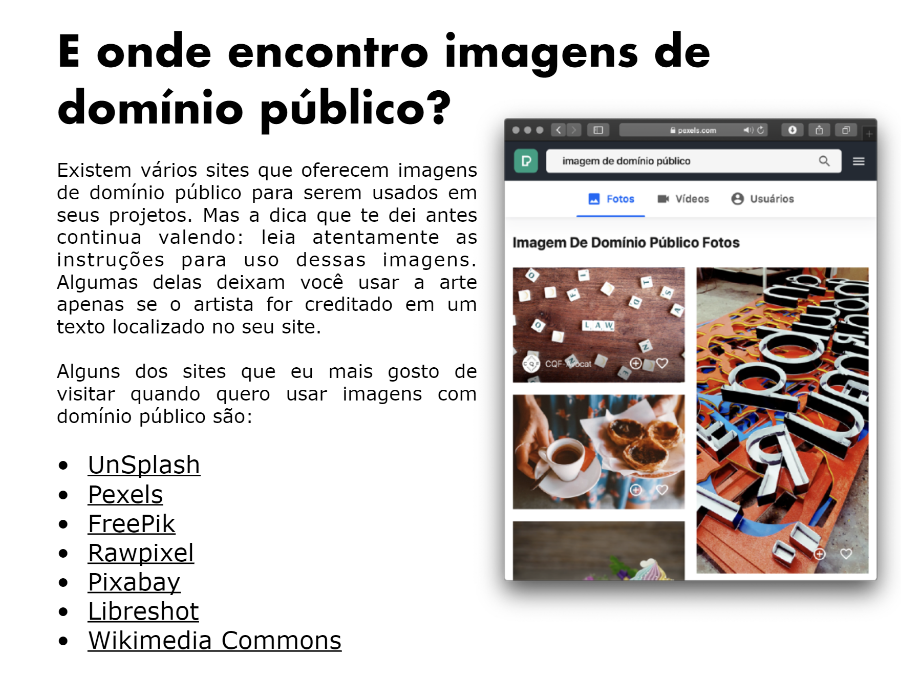 E onde encontro imagens de
domínio público?
Existem vários sites que oferecem imagens
de domínio público para serem usados em
seus projetos. Mas a dica que te dei antes
continua valendo: leia atentamente as
instruções para uso dessas imagens.
Algumas delas deixam você usar a arte
apenas se o artista for creditado em um
texto localizado no seu site.
Alguns dos sites que eu mais gosto de
visitar quando quero usar imagens com
domínio público são:
• UnSplash
• Pexels
• FreePik
• Rawpixel
• Pixabay
• Libreshot
• Wikimedia Commons
pexels.com
imagem de domínio público
Fotos Vídeos Usuários
Imagem De Domínio Público Fotos
LAW